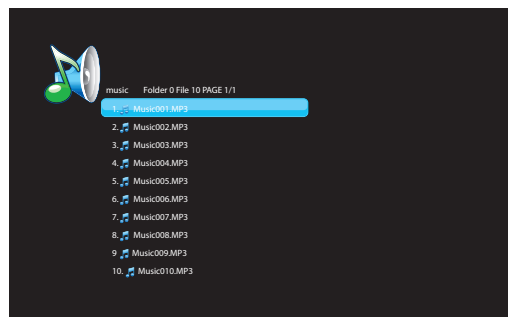 music Folder 0 File 10 PAGE 1/1
1. Music001.MP3
2. Music002.MP3
3. Music003.MP3
4. Music004.MP3
5. Music005.MP3
6. Music006.MP3
7. Music007.MP3
8. Music008.MP3
9 Music009.MP3
10. Music010.MP3